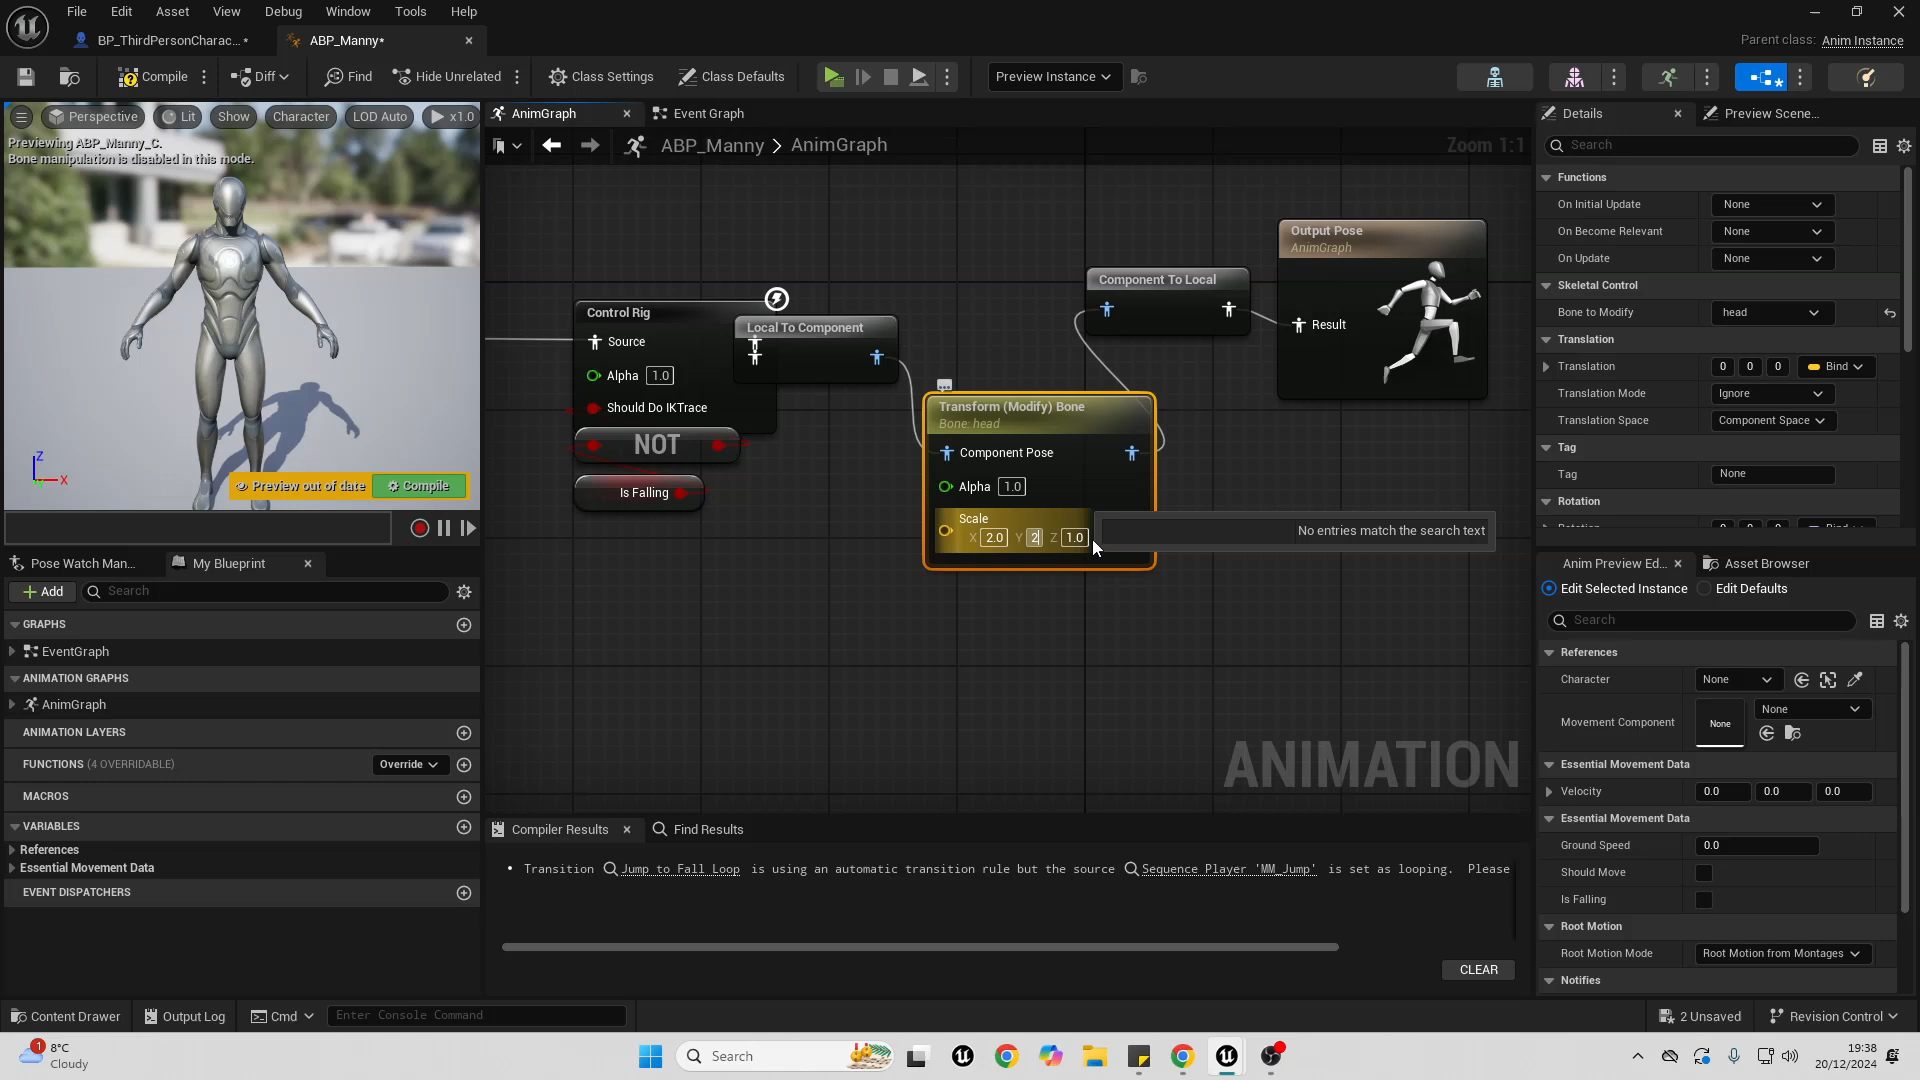 File Edit Asset View Debug Window Tools Help
BP_ThirdPersonCharac... *
ABP_Manny*
Parent class: Anim Instance
Compile
Diff
Find
Hide Unrelated
Class Settings
Class Defaults
Preview Instance
Perspective
Lit
Show
Character
LOD Auto
x1.0
Previewing ABP_Manny_C.
Bone manipulation is disabled in this mode.
Z
X
Preview out of date
Compile
Pose Watch Man...
My Blueprint
Add
Search
GRAPHS
EventGraph
ANIMATION GRAPHS
AnimGraph
ANIMATION LAYERS
FUNCTIONS (4 OVERRIDABLE)
Override
MACROS
VARIABLES
References
Essential Movement Data
EVENT DISPATCHERS
AnimGraph
Event Graph
ABP_Manny > AnimGraph
Zoom 1:1
Control Rig
Source
Alpha 1.0
Should Do IKTrace
NOT
Is Falling
Local To Component
Transform (Modify) Bone
Bone: head
Component Pose
Alpha 1.0
Scale
X 2.0 Y 2 Z 1.0
No entries match the search text
Component To Local
Output Pose
AnimGraph
Result
ANIMATION
Compiler Results
Find Results
• Transition Jump to Fall Loop is using an automatic transition rule but the source Sequence Player 'MM_Jump' is set as looping. Please
CLEAR
Details
Preview Scene...
Search
Functions
On Initial Update None
On Become Relevant None
On Update None
Skeletal Control
Bone to Modify head
Translation
Translation 0 0 0 Bind
Translation Mode Ignore
Translation Space Component Space
Tag
Tag None
Rotation
Anim Preview Ed...
Asset Browser
Edit Selected Instance
Edit Defaults
Search
References
Character None
Movement Component None None
Essential Movement Data
Velocity 0.0 0.0 0.0
Essential Movement Data
Ground Speed 0.0
Should Move
Is Falling
Root Motion
Root Motion Mode Root Motion from Montages
Notifies
Content Drawer
Output Log
Cmd
Enter Console Command
2 Unsaved
Revision Control
1
8°C
Cloudy
Search
19:38
20/12/2024